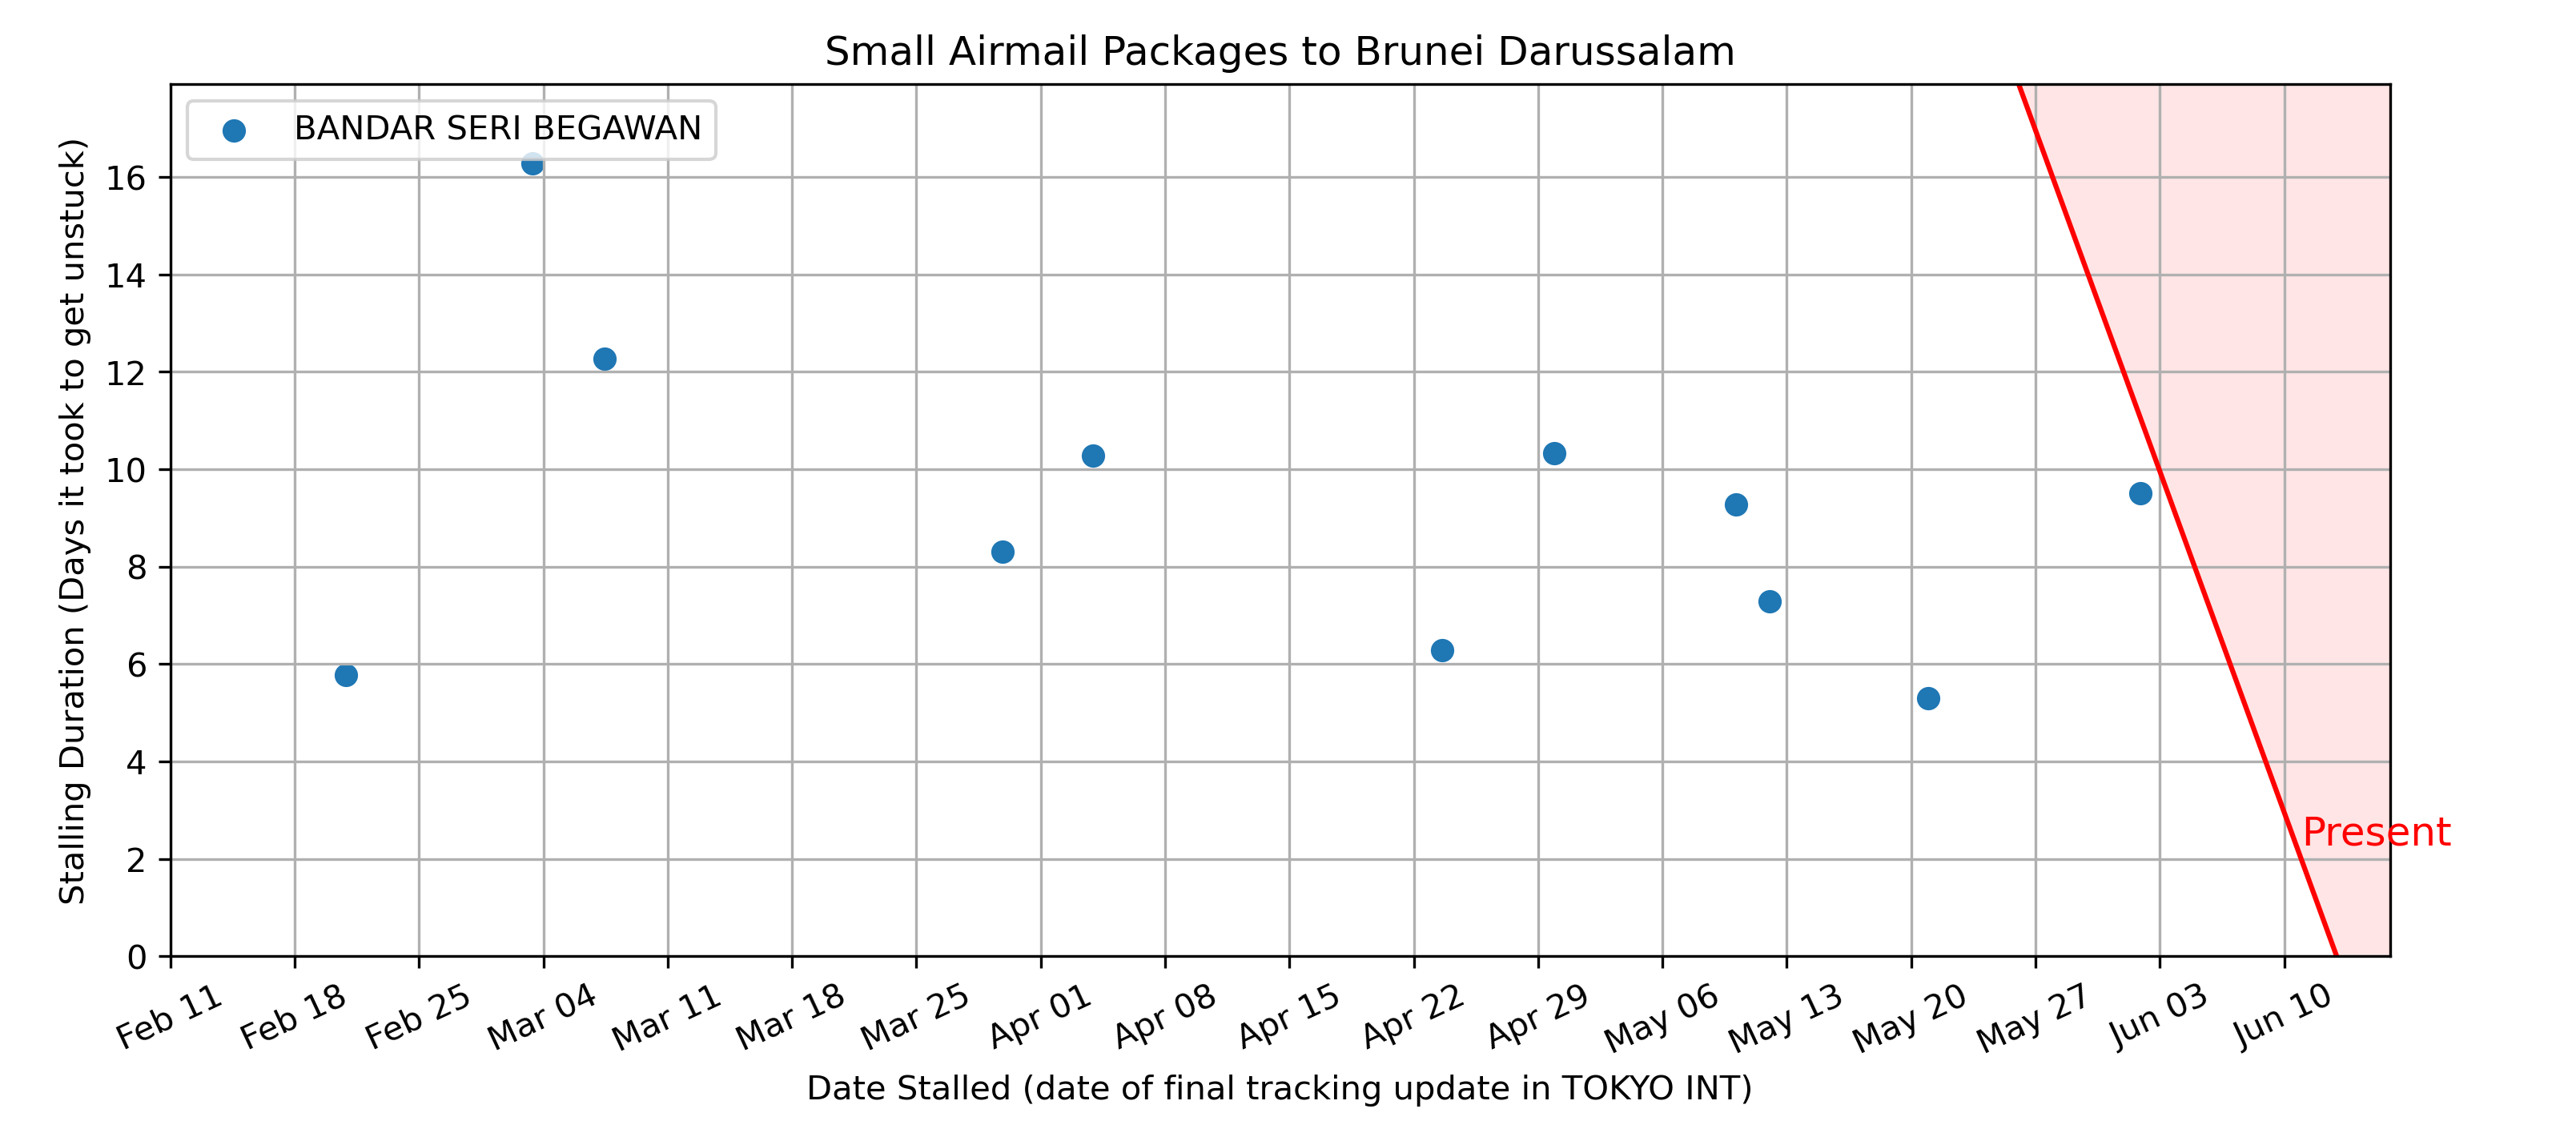 Small Airmail Packages to Brunei Darussalam
BANDAR SERI BEGAWAN
Stalling Duration (Days it took to get unstuck)
16
14
12
10
8
6
4
2
0
Present
Feb 11
Feb 18
Feb 25
Mar 04
Mar 11
Mar 18
Mar 25
Apr 01
Apr 08
Apr 15
Apr 22
Apr 29
May 06
May 13
May 20
May 27
Jun 03
Jun 10
Date Stalled (date of final tracking update in TOKYO INT)